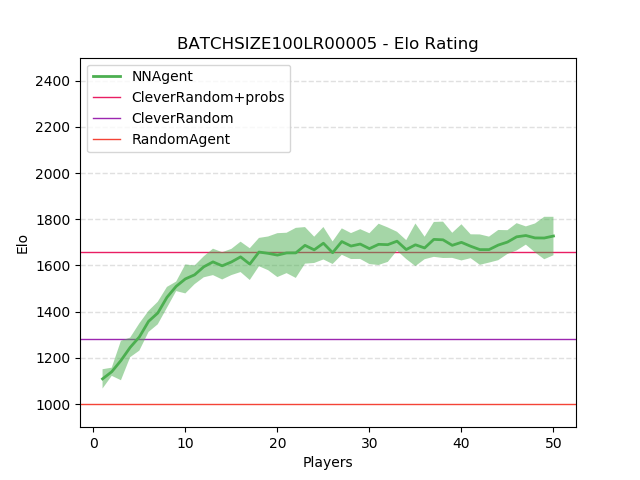 BATCHSIZE100LR00005 - Elo Rating
NNAgent
CleverRandom+probs
CleverRandom
RandomAgent
2400
2200
2000
1800
1600
1400
1200
1000
Elo
0 10 20 30 40 50
Players